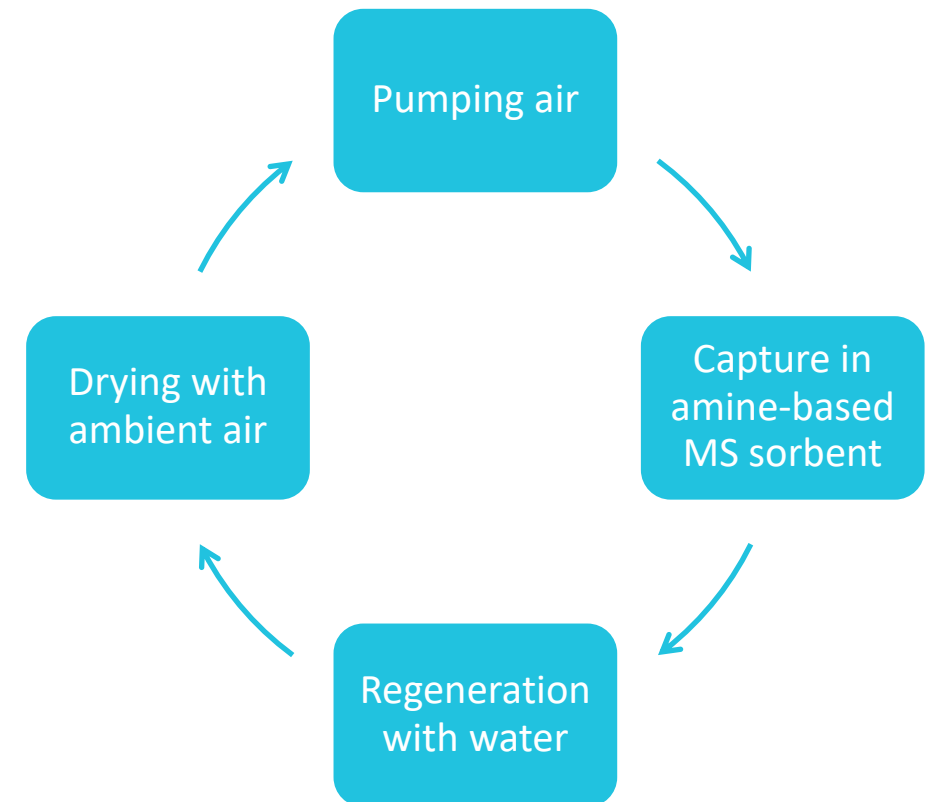 Pumping air
Capture in
amine-based
MS sorbent
Regeneration
with water
Drying with
ambient air